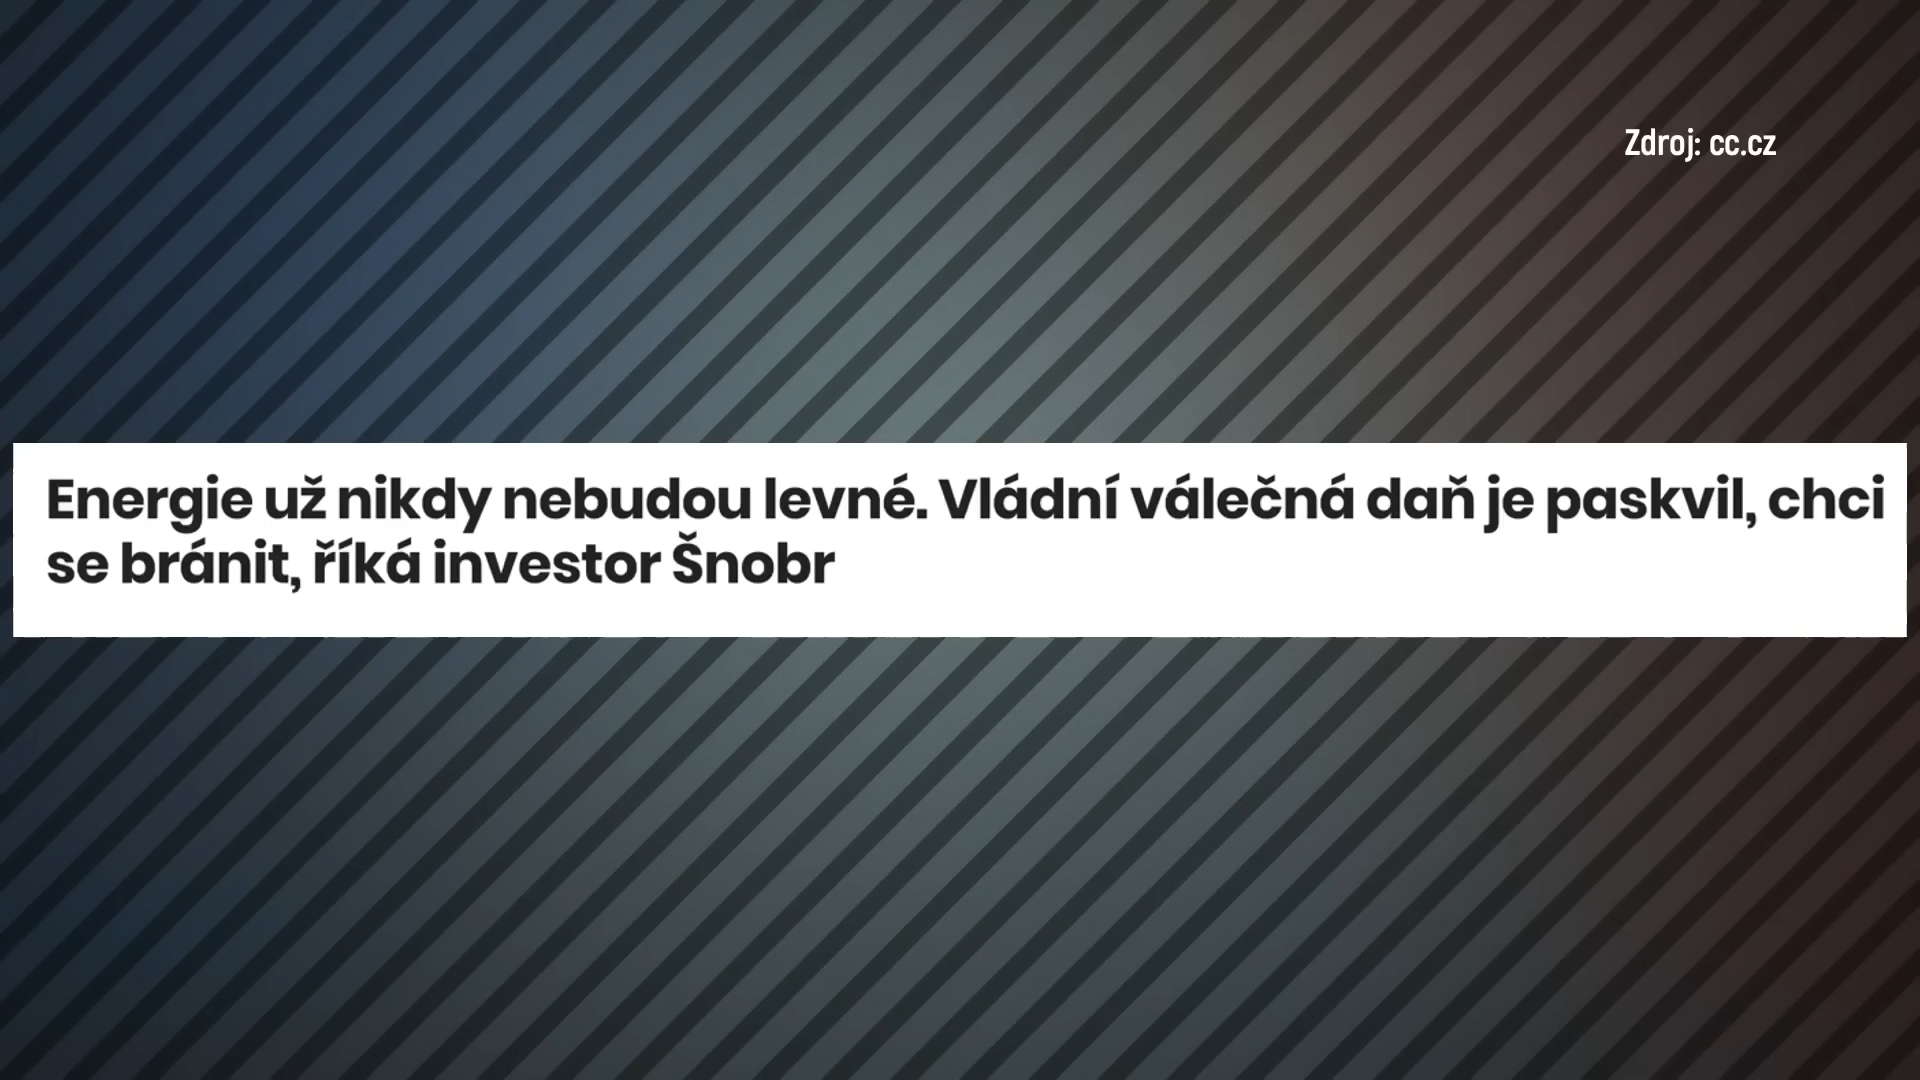 Zdroj: cc.cz
Energie už nikdy nebudou levné. Vládní válečná daň je paskvil, chci
se bránit, říká investor Šnobr